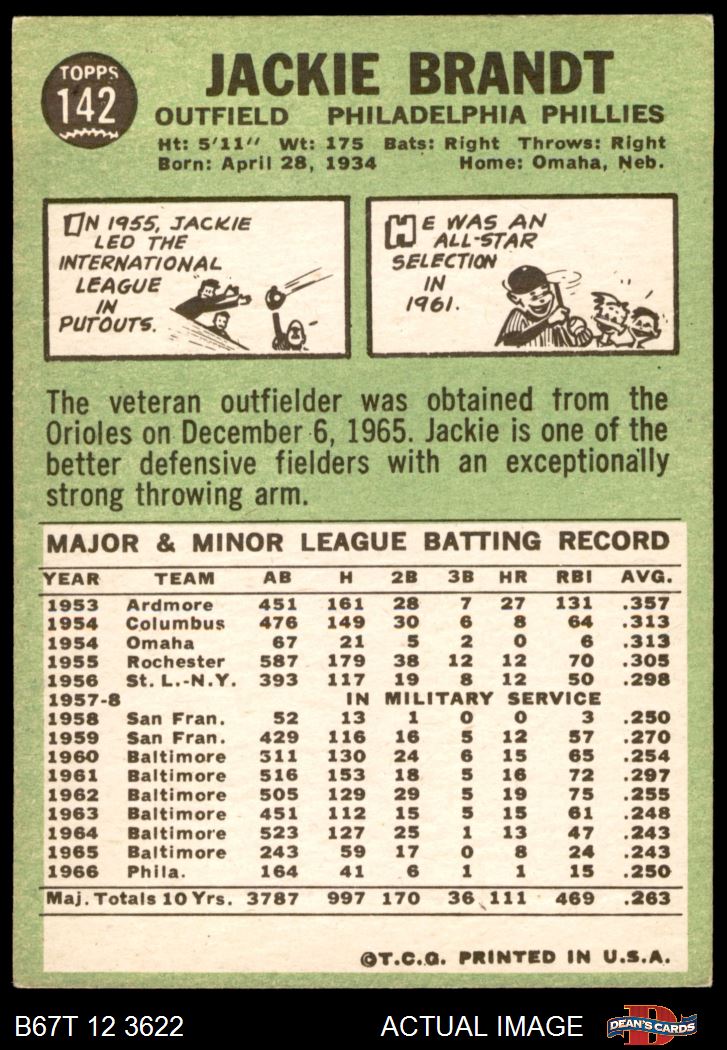 TOPPS
142
JACKIE BRANDT
OUTFIELD PHILADELPHIA PHILLIES
Ht: 5'11" Wt: 175 Bats: Right Throws: Right
Born: April 28, 1934 Home: Omaha, Neb.
IN 1955, JACKIE
LED THE
INTERNATIONAL
LEAGUE
IN
PUTOUTS.
HE WAS AN
ALL-STAR
SELECTION
IN
1961.
The veteran outfielder was obtained from the
Orioles on December 6, 1965. Jackie is one of the
better defensive fielders with an exceptionally
strong throwing arm.
MAJOR & MINOR LEAGUE BATTING RECORD
YEAR TEAM AB H 2B 3B HR RBI AVG.
1953 Ardmore 451 161 28 7 27 131 .357
1954 Columbus 476 149 30 6 8 64 .313
1954 Omaha 67 21 5 2 0 6 .313
1955 Rochester 587 179 38 12 12 70 .305
1956 St. L.-N.Y. 393 117 19 8 12 50 .298
1957-8 IN MILITARY SERVICE
1958 San Fran. 52 13 1 0 0 3 .250
1959 San Fran. 429 116 16 5 12 57 .270
1960 Baltimore 511 130 24 6 15 65 .254
1961 Baltimore 516 153 18 5 16 72 .297
1962 Baltimore 505 129 29 5 19 75 .255
1963 Baltimore 451 112 15 5 15 61 .248
1964 Baltimore 523 127 25 1 13 47 .243
1965 Baltimore 243 59 17 0 8 24 .243
1966 Phila. 164 41 6 1 1 15 .250
Maj. Totals 10 Yrs. 3787 997 170 36 111 469 .263
©T.C.G. PRINTED IN U.S.A.
B67T 12 3622 ACTUAL IMAGE D DEAN'S CARDS